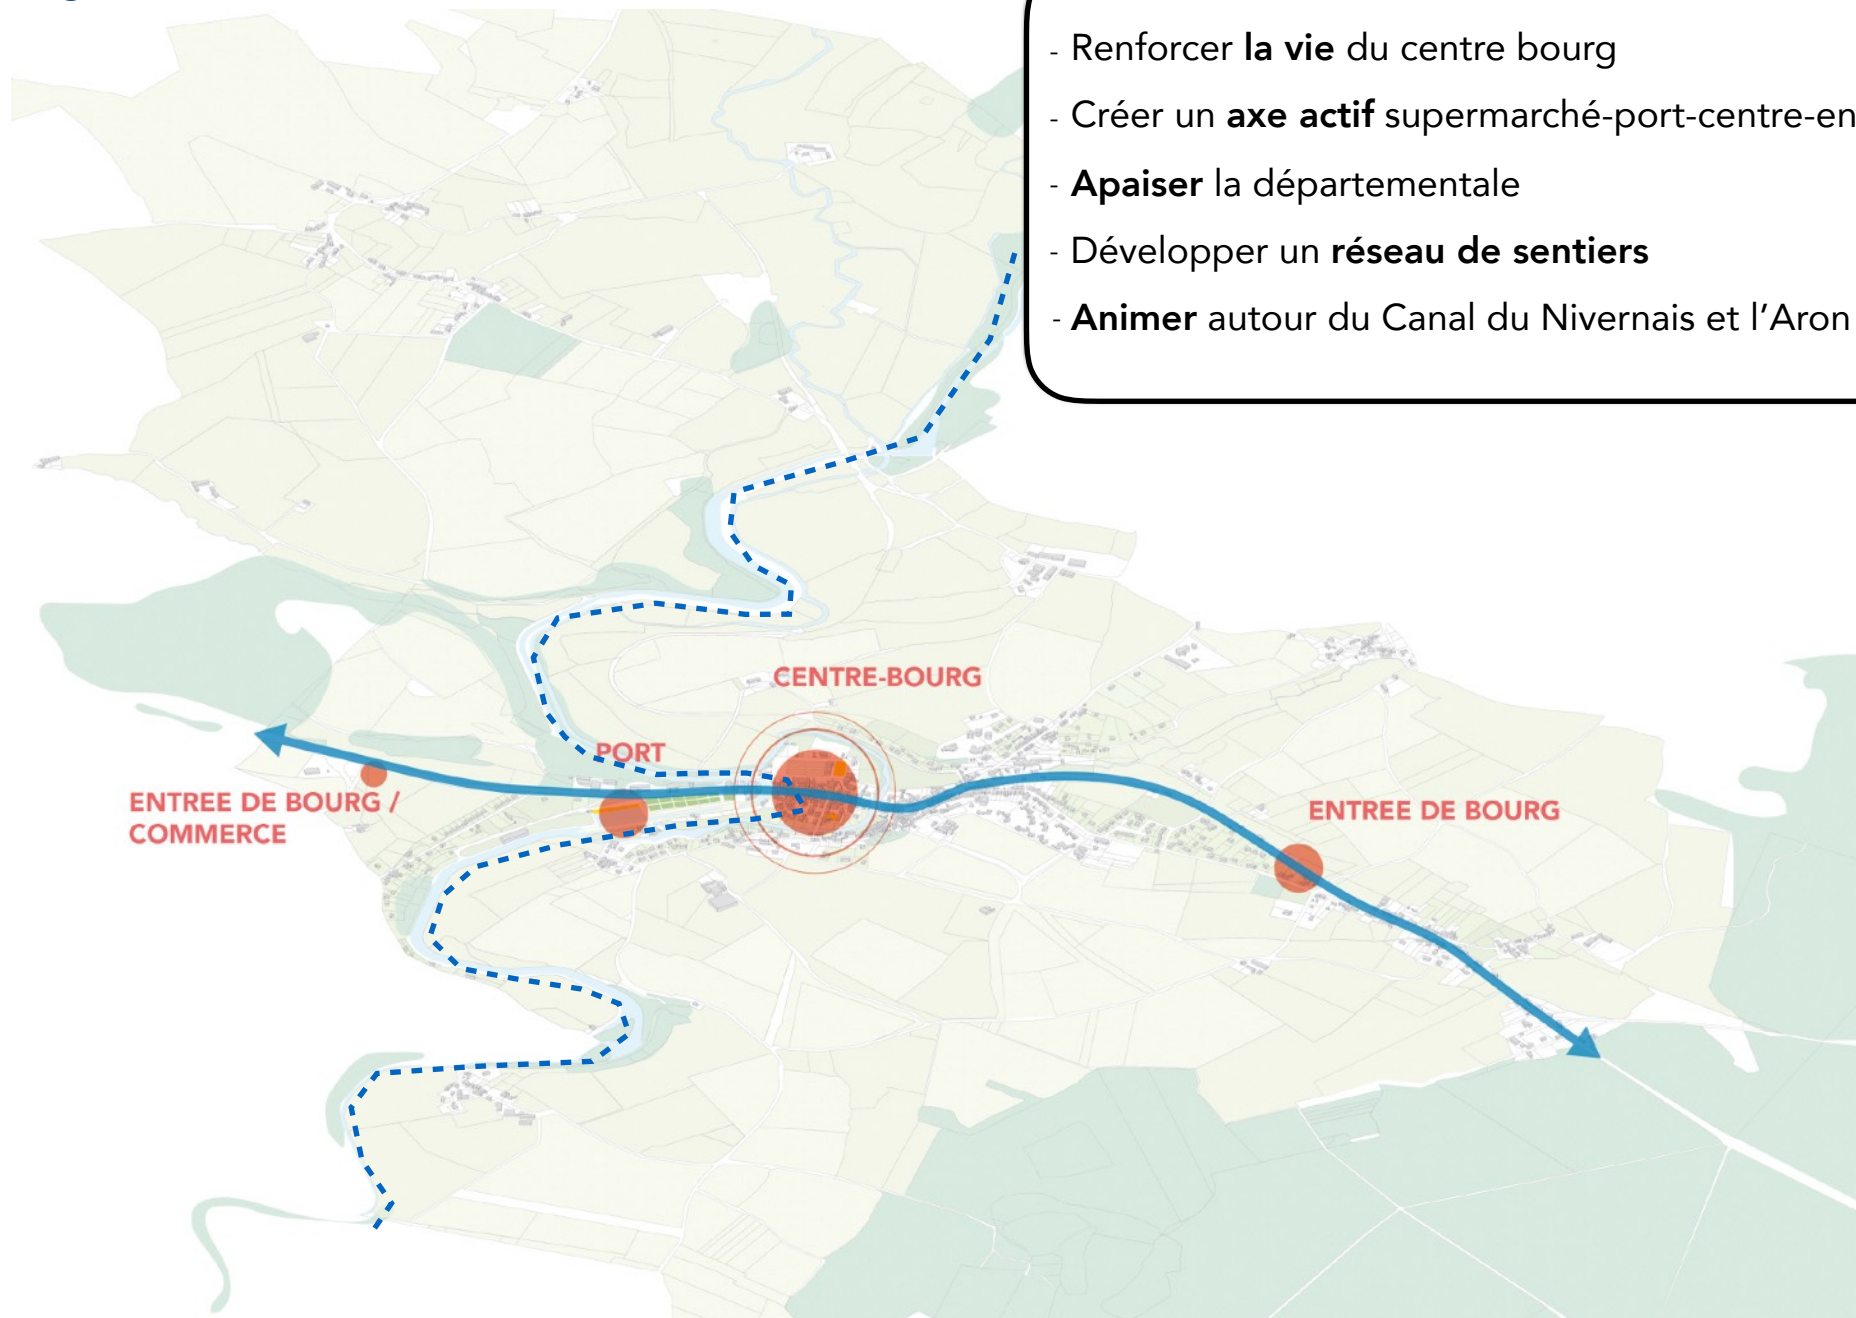 - Renforcer la vie du centre bourg
- Créer un axe actif supermarché-port-centre-en
- Apaiser la départementale
- Développer un réseau de sentiers
- Animer autour du Canal du Nivernais et l’Aron
CENTRE-BOURG
PORT
ENTREE DE BOURG /
COMMERCE
ENTREE DE BOURG